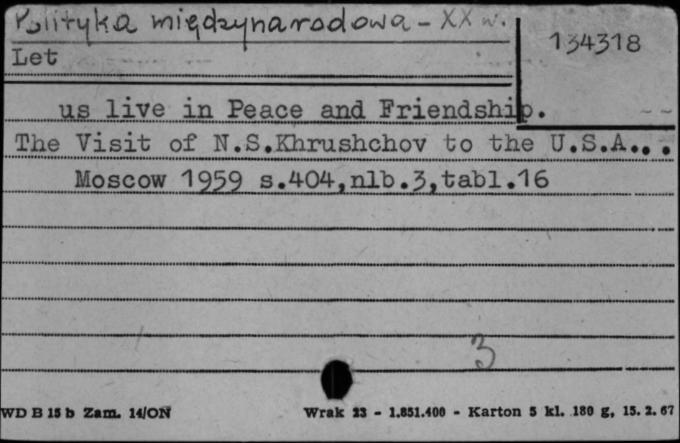 Polityka międzynarodowa - XX w.
134318
Let
us live in Peace and Friendship.
The Visit of N.S.Khrushchov to the U.S.A...
Moscow 1959 s.404,nlb.3,tabl.16
3
WD B 15 b Zam. 14/ON Wrak 23 - 1.851.400 - Karton 5 kl. 180 g, 15. 2. 67